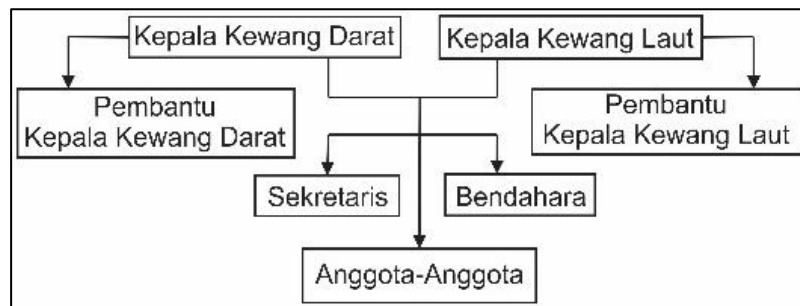 Kepala Kewang Darat
Kepala Kewang Laut
Pembantu
Kepala Kewang Darat
Pembantu
Kepala Kewang Laut
Sekretaris
Bendahara
Anggota-Anggota